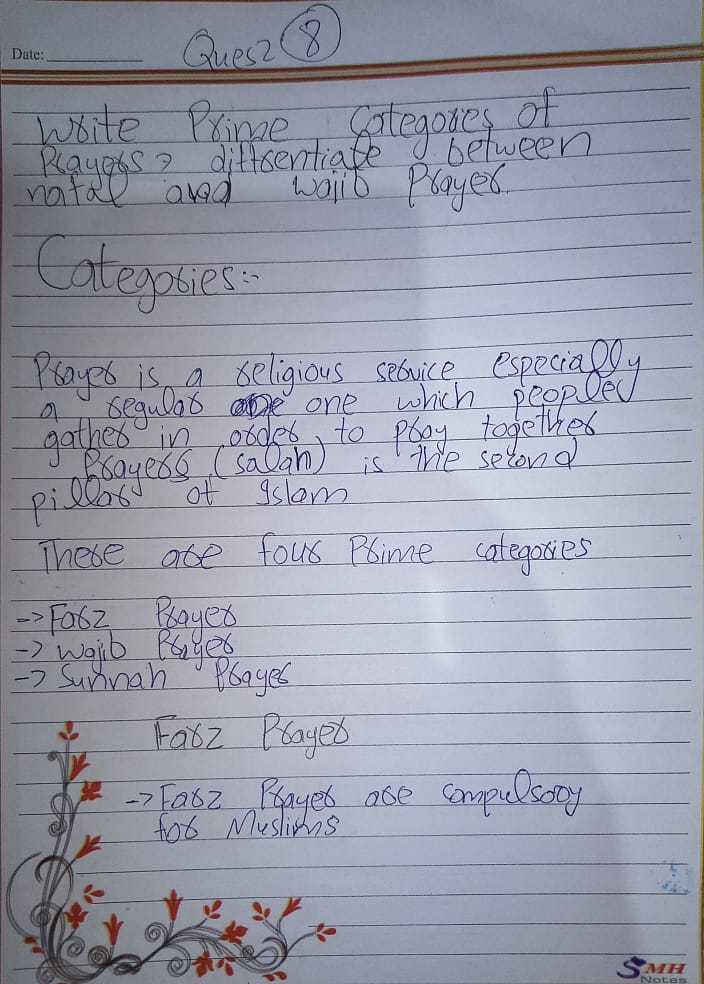 Date:
Ques2 8
Write Prime Categories of
Prayers? differentiate between
nafal and wajib Prayer.
Categories:-
Prayer is a religious service especially
a regular one which people
gather in order to pray together
Prayers (salah) is the second
pillar of Islam
There are four Prime categories
-> Farz Prayer
-> wajib Prayer
-> Sunnah Prayer
Farz Prayer
-> Farz Prayer are compulsory
for Muslims
SMH
Notes